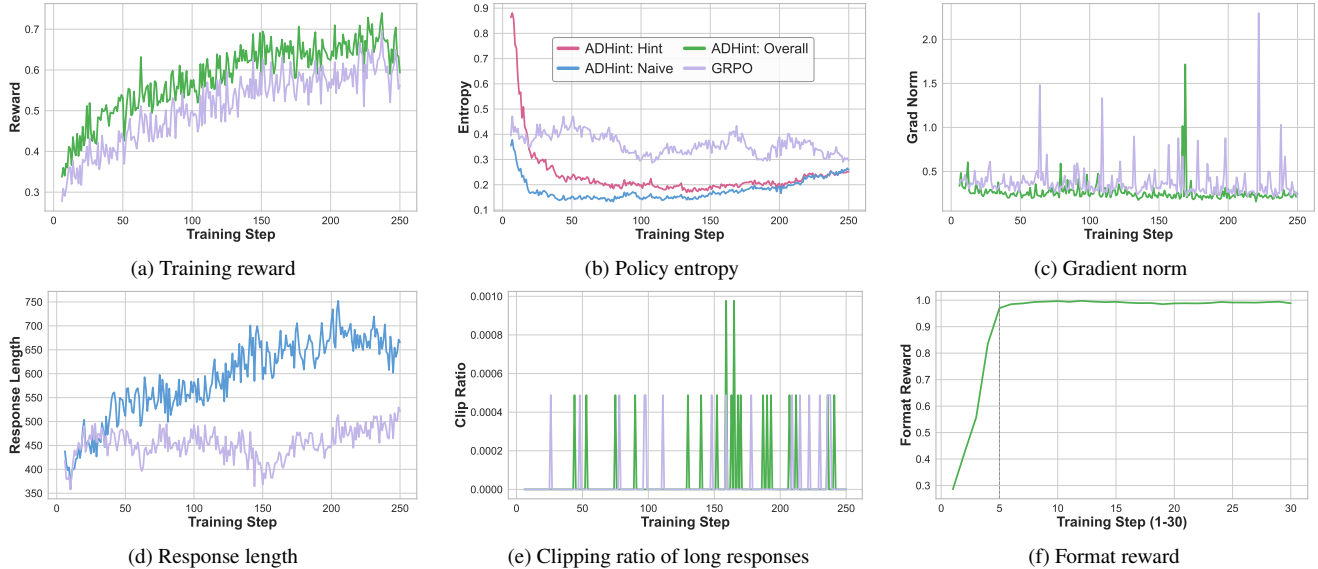 0.7
0.6
0.5
0.4
0.3
0 50 100 150 200 250
Reward
Training Step
(a) Training reward
0.9
0.8
0.7
0.6
0.5
0.4
0.3
0.2
0.1
0 50 100 150 200 250
Entropy
Training Step
ADHint: Hint ADHint: Overall
ADHint: Naive GRPO
(b) Policy entropy
2.0
1.5
1.0
0.5
0 50 100 150 200 250
Grad Norm
Training Step
(c) Gradient norm
750
700
650
600
550
500
450
400
350
0 50 100 150 200 250
Response Length
Training Step
(d) Response length
0.0010
0.0008
0.0006
0.0004
0.0002
0.0000
0 50 100 150 200 250
Clip Ratio
Training Step
(e) Clipping ratio of long responses
1.0
0.9
0.8
0.7
0.6
0.5
0.4
0.3
0 5 10 15 20 25 30
Format Reward
Training Step (1-30)
(f) Format reward